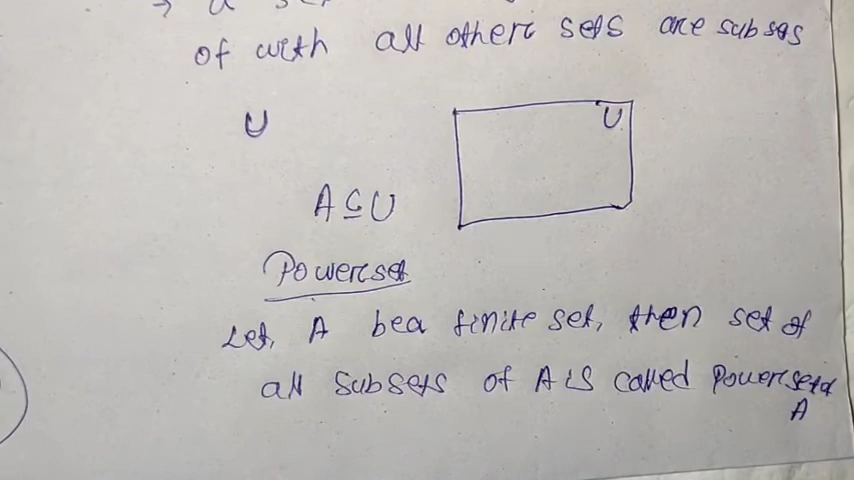 → a
of with all other sets are subses
U
U
A ⊆ U
Powerset
Let, A be a finite set, then set of
all subsets of A is called powerset of
A